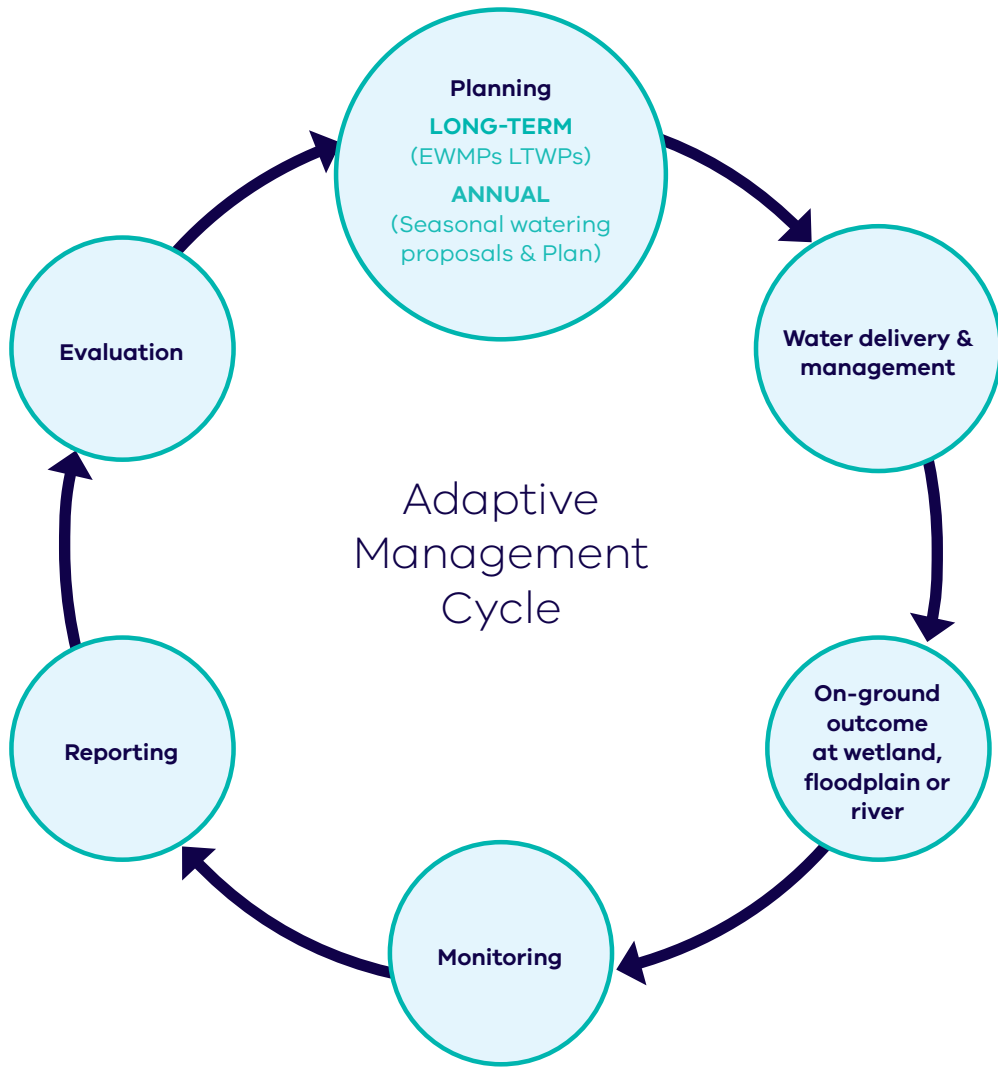 Planning
LONG-TERM
(EWMPs LTWPs)
ANNUAL
(Seasonal watering
proposals & Plan)
Water delivery &
management
On-ground
outcome
at wetland,
floodplain or
river
Monitoring
Reporting
Evaluation
Adaptive
Management
Cycle